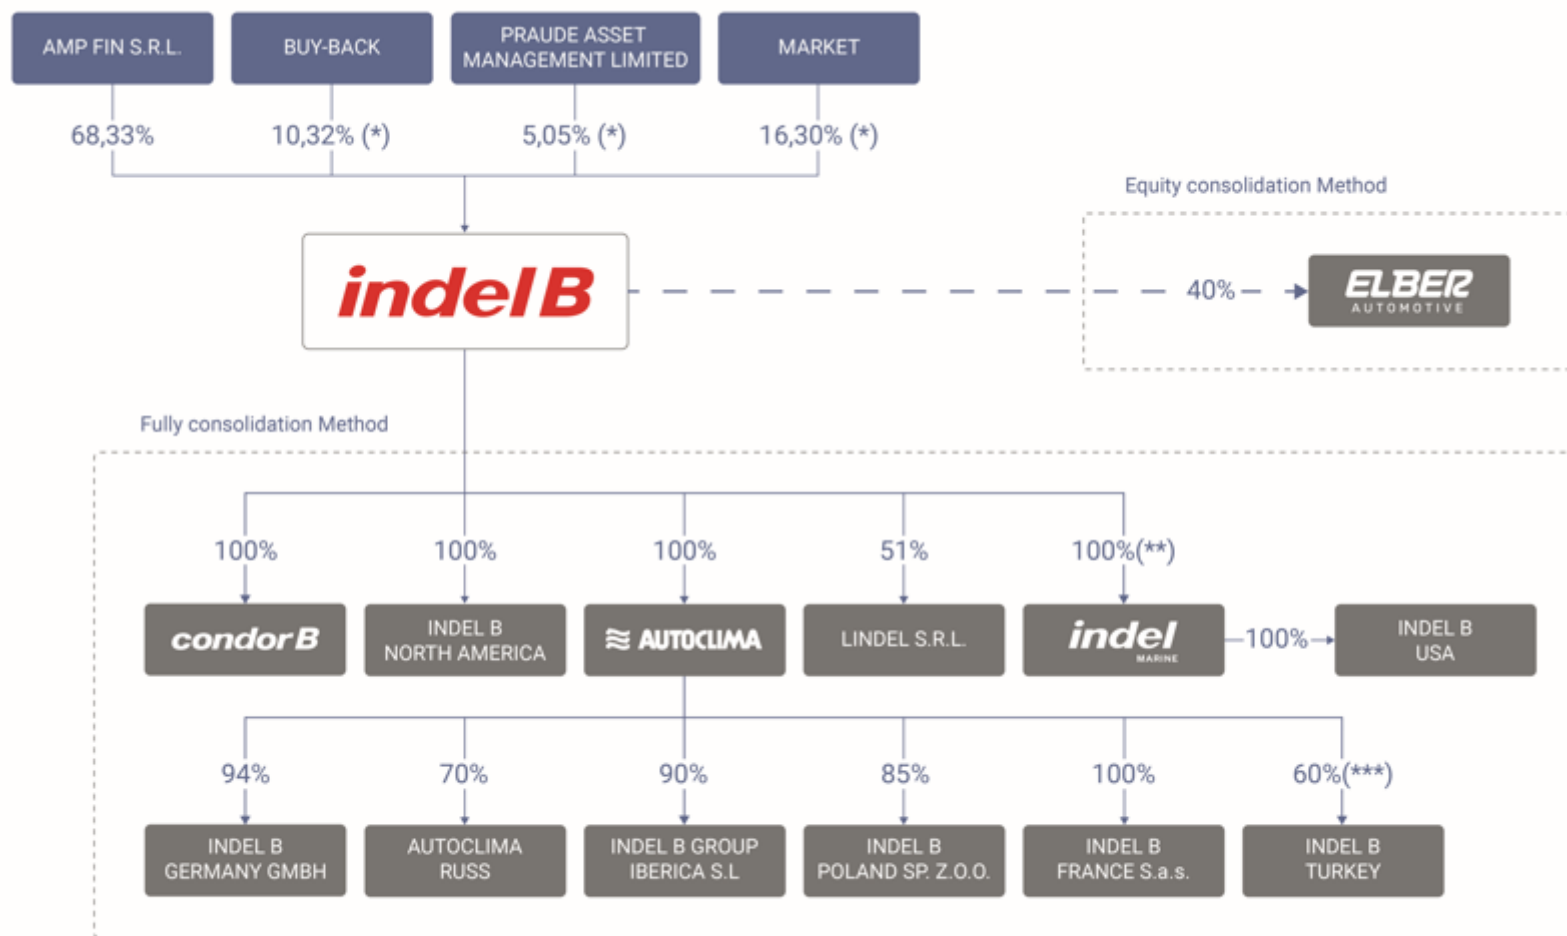 AMP FIN S.R.L.
BUY-BACK
PRAUDE ASSET
MANAGEMENT LIMITED
MARKET
68,33%
10,32% (*)
5,05% (*)
16,30% (*)
Equity consolidation Method
indel B
40%
ELBER
AUTOMOTIVE
Fully consolidation Method
100%
100%
100%
51%
100%(**)
condor B
INDEL B
NORTH AMERICA
AUTOCLIMA
LINDEL S.R.L.
indel
MARINE
100%
INDEL B
USA
94%
70%
90%
85%
100%
60%(***)
INDEL B
GERMANY GMBH
AUTOCLIMA
RUSS
INDEL B GROUP
IBERICA S.L
INDEL B
POLAND SP. Z.O.O.
INDEL B
FRANCE S.a.s.
INDEL B
TURKEY